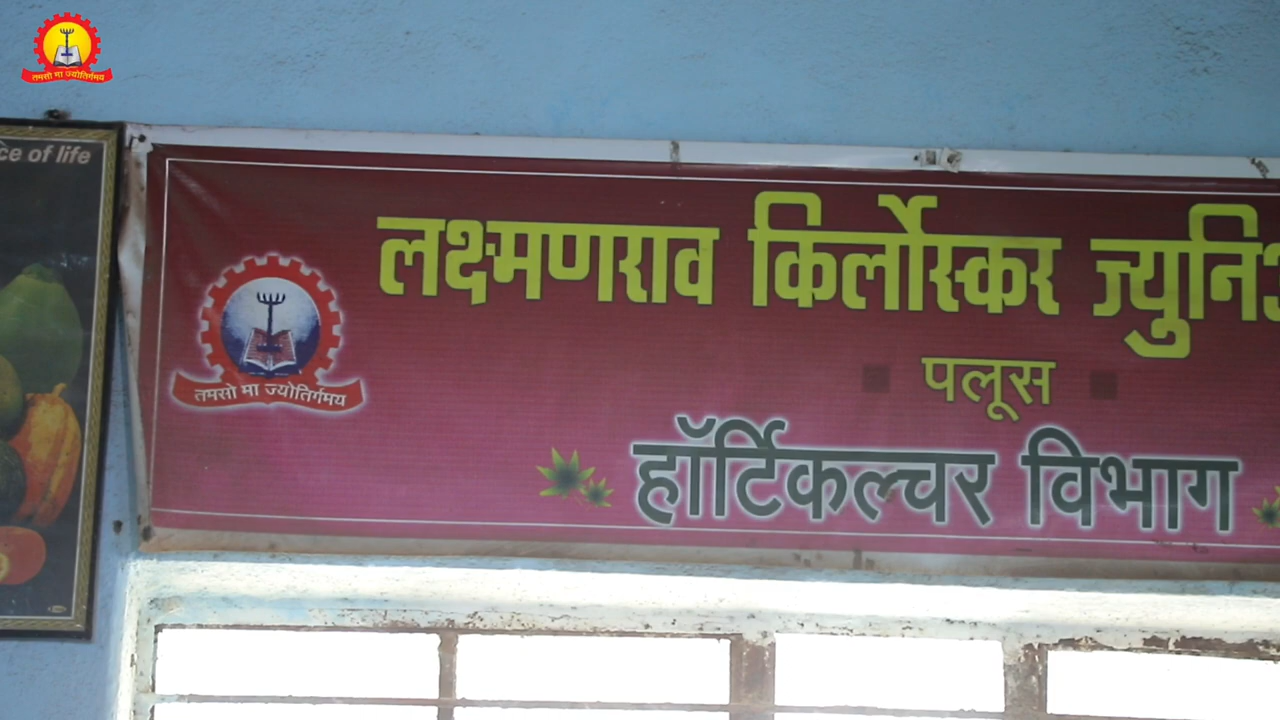 तमसो मा ज्योतिर्गमय
ce of life
लक्ष्मणराव किर्लोस्कर ज्युनि
पलूस
तमसो मा ज्योतिर्गमय
हॉर्टिकल्चर विभाग